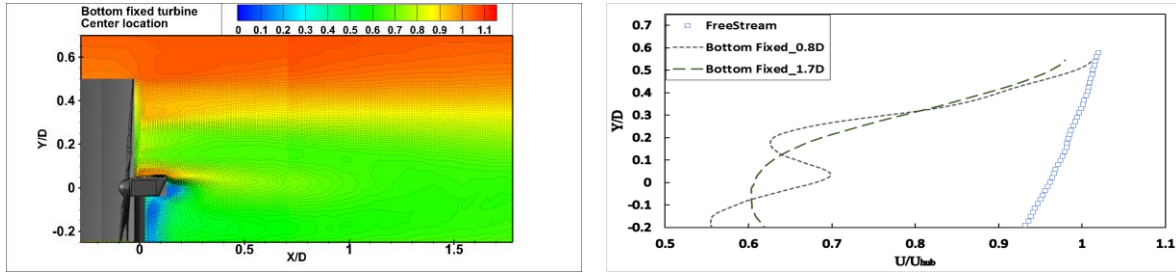 Bottom fixed turbine
Center location
0 0.1 0.2 0.3 0.4 0.5 0.6 0.7 0.8 0.9 1 1.1
Y/D
0.6
0.4
0.2
0
-0.2
0 0.5 1 1.5
X/D
FreeStream
Bottom Fixed_0.8D
Bottom Fixed_1.7D
Y/D
0.75
0.7
0.6
0.5
0.4
0.3
0.2
0.1
0
-0.1
-0.2
0.5 0.6 0.7 0.8 0.9 1 1.1
U/Uhub